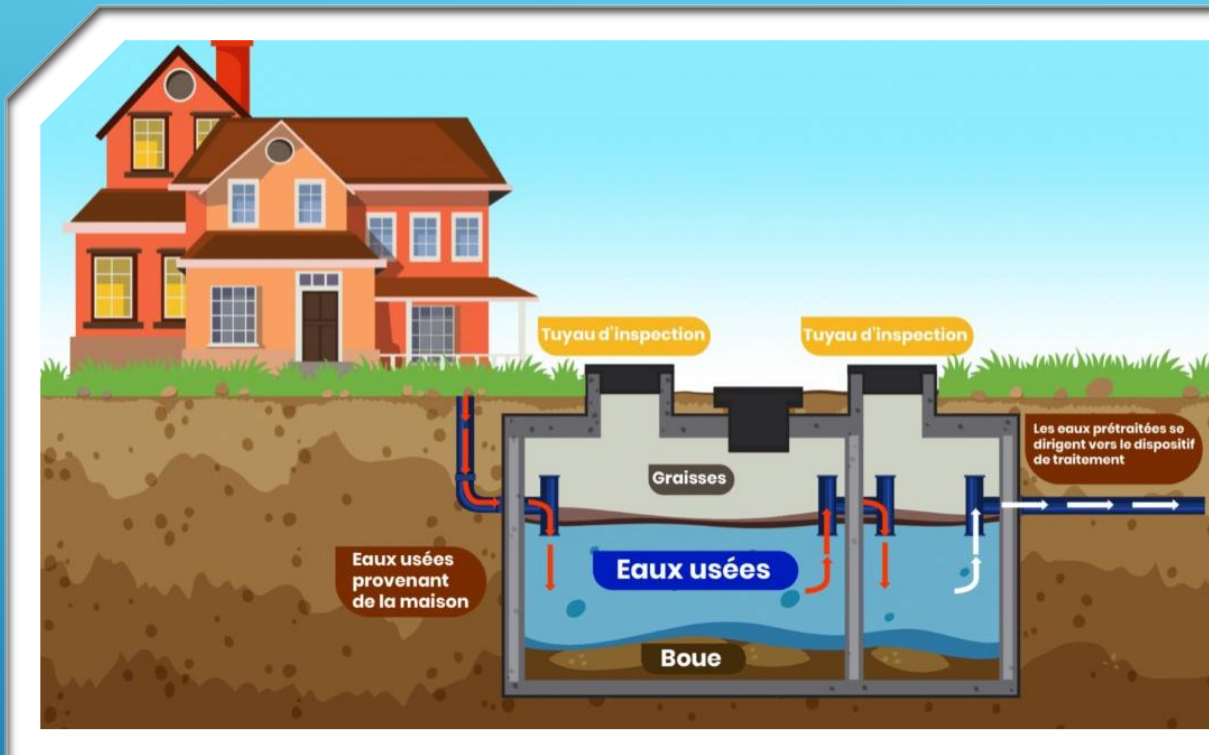 Tuyau d'inspection
Tuyau d'inspection
Les eaux prétraitées se
dirigent vers le dispositif
de traitement
Graisses
Eaux usées
provenant
de la maison
Eaux usées
Boue